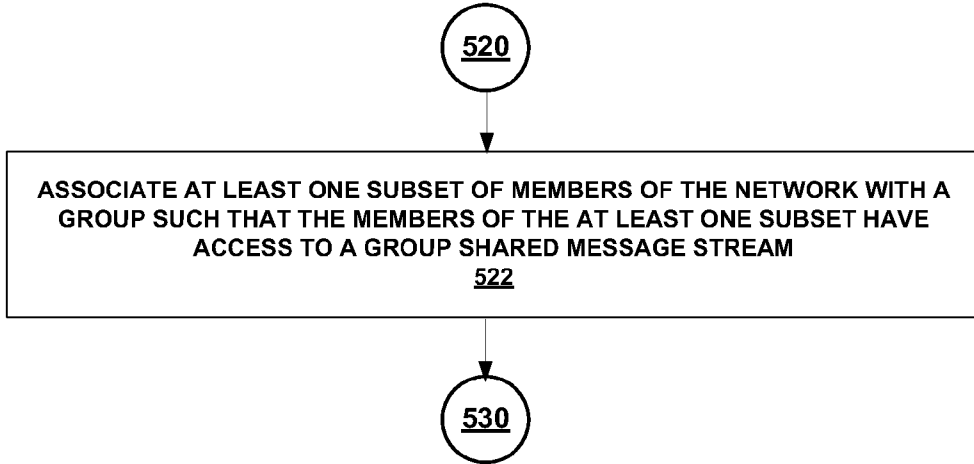 520
ASSOCIATE AT LEAST ONE SUBSET OF MEMBERS OF THE NETWORK WITH A
GROUP SUCH THAT THE MEMBERS OF THE AT LEAST ONE SUBSET HAVE
ACCESS TO A GROUP SHARED MESSAGE STREAM
522
530